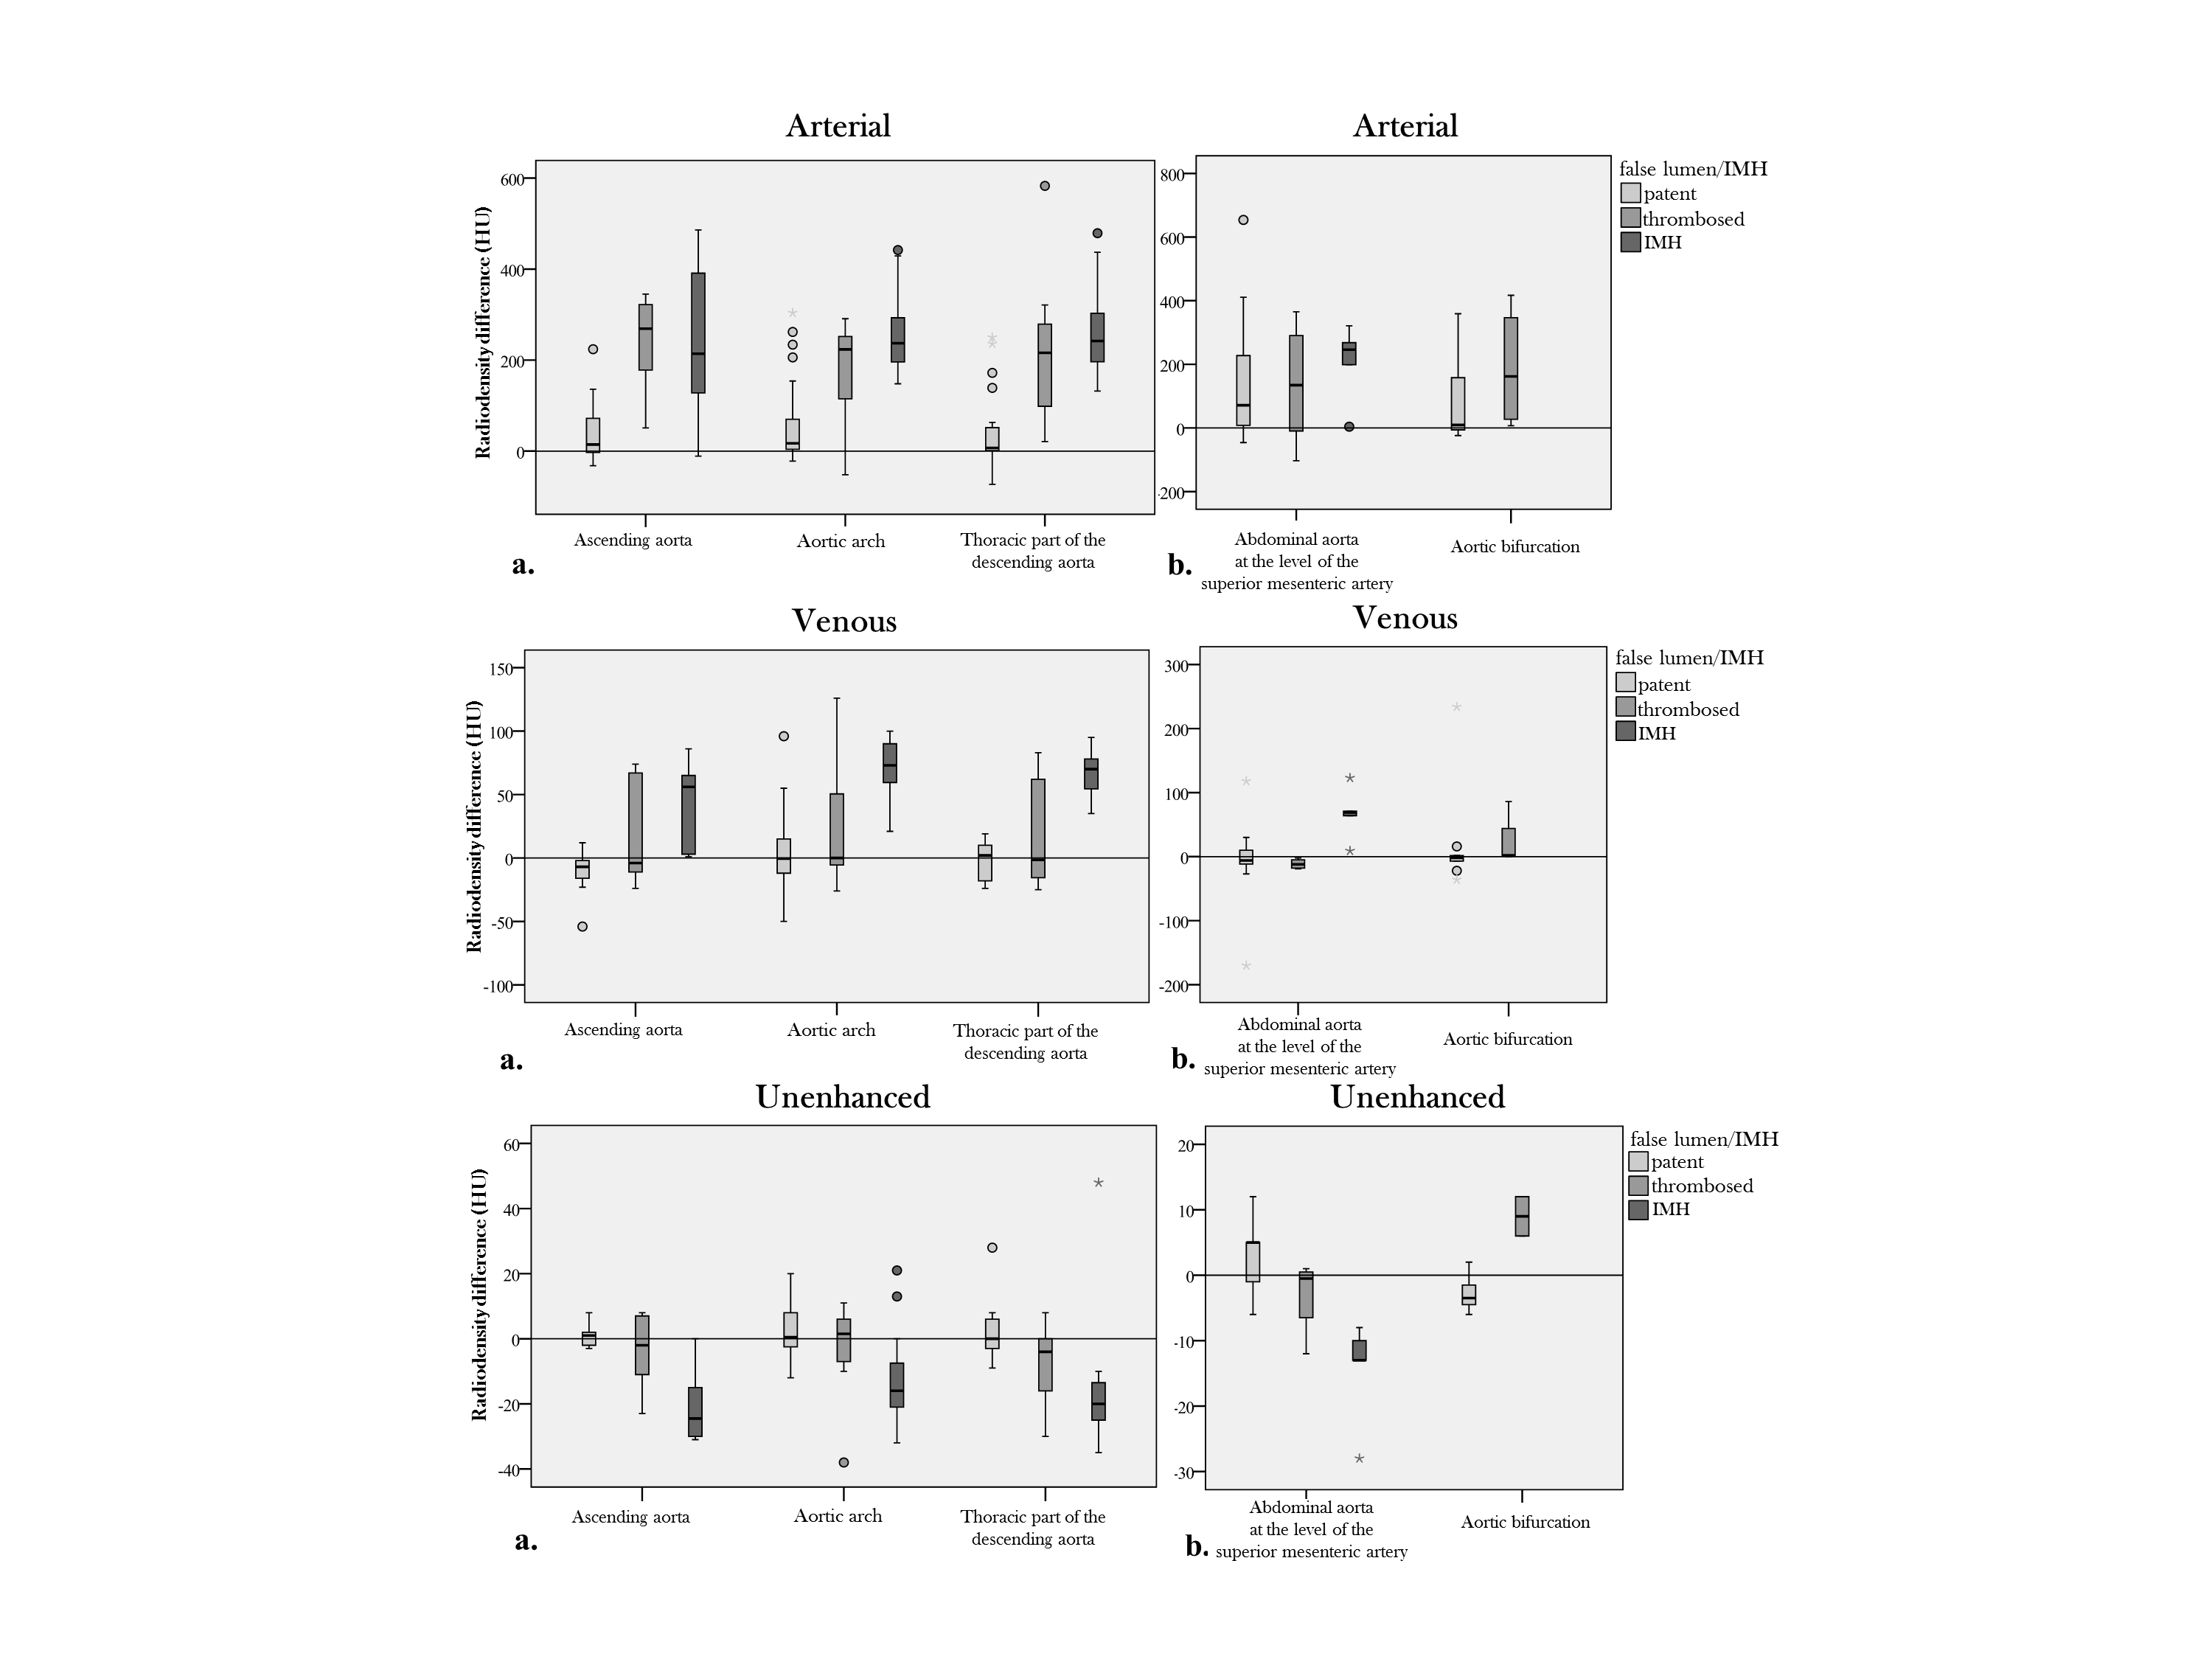 Arterial
Radiodensity difference (HU)
600
400
200
0
Ascending aorta
Aortic arch
Thoracic part of the
descending aorta
a.
Arterial
800
600
400
200
0
200
Abdominal aorta
at the level of the
superior mesenteric artery
Aortic bifurcation
b.
false lumen/IMH
patent
thrombosed
IMH
Venous
Radiodensity difference (HU)
150
100
50
0
-50
-100
Ascending aorta
Aortic arch
Thoracic part of the
descending aorta
a.
Venous
300
200
100
0
-100
-200
Abdominal aorta
at the level of the
superior mesenteric artery
Aortic bifurcation
b.
false lumen/IMH
patent
thrombosed
IMH
Unenhanced
Radiodensity difference (HU)
60
40
20
0
-20
-40
Ascending aorta
Aortic arch
Thoracic part of the
descending aorta
a.
Unenhanced
20
10
0
-10
-20
-30
Abdominal aorta
at the level of the
superior mesenteric artery
Aortic bifurcation
b.
false lumen/IMH
patent
thrombosed
IMH